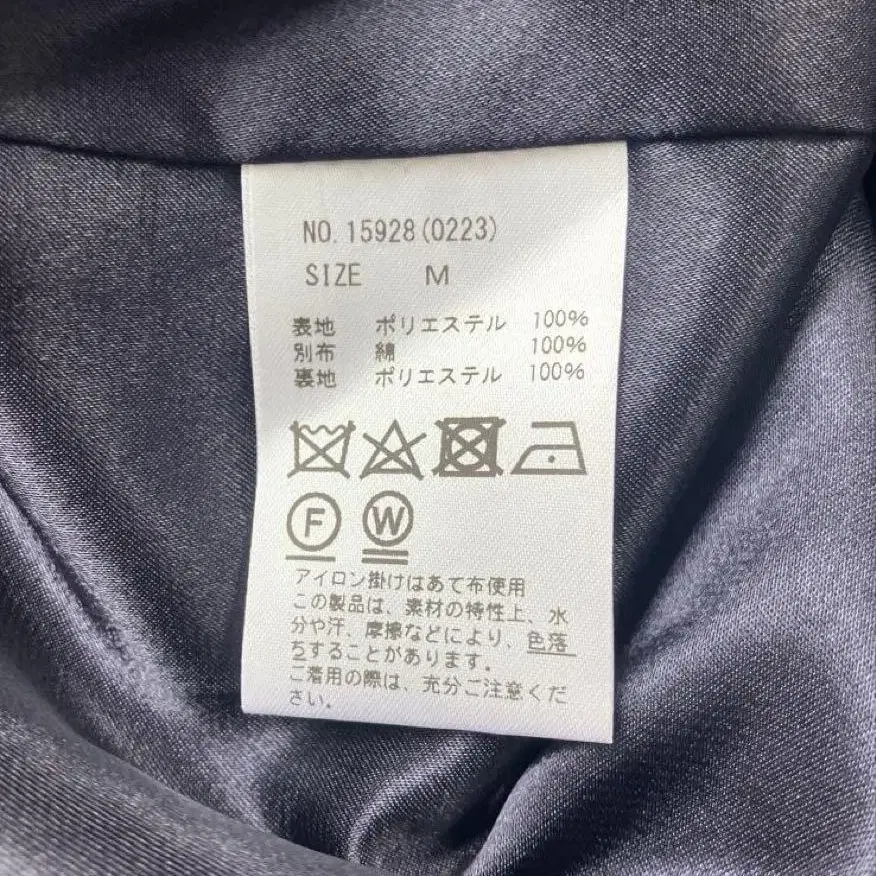 NO.15928(0223)
SIZE M
表地 ポリエステル 100%
別布 綿 100%
裏地 ポリエステル 100%
F W
アイロン掛けはあて布使用
この製品は、素材の特性上、水
分や汗、摩擦などにより、色落
ちすることがあります。
ご着用の際は、充分ご注意くだ
さい。